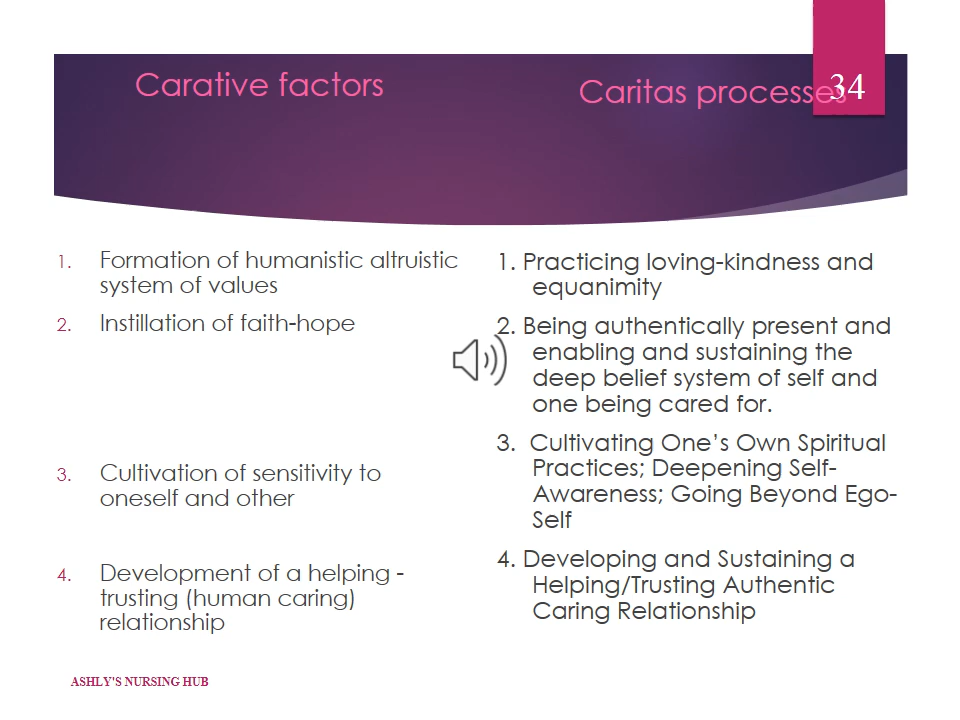 Carative factors
Caritas processes
34
1. Formation of humanistic altruistic
system of values
2. Instillation of faith-hope
3. Cultivation of sensitivity to
oneself and other
4. Development of a helping -
trusting (human caring)
relationship
1. Practicing loving-kindness and
equanimity
2. Being authentically present and
enabling and sustaining the
deep belief system of self and
one being cared for.
3. Cultivating One’s Own Spiritual
Practices; Deepening Self-
Awareness; Going Beyond Ego-
Self
4. Developing and Sustaining a
Helping/Trusting Authentic
Caring Relationship
ASHLY'S NURSING HUB